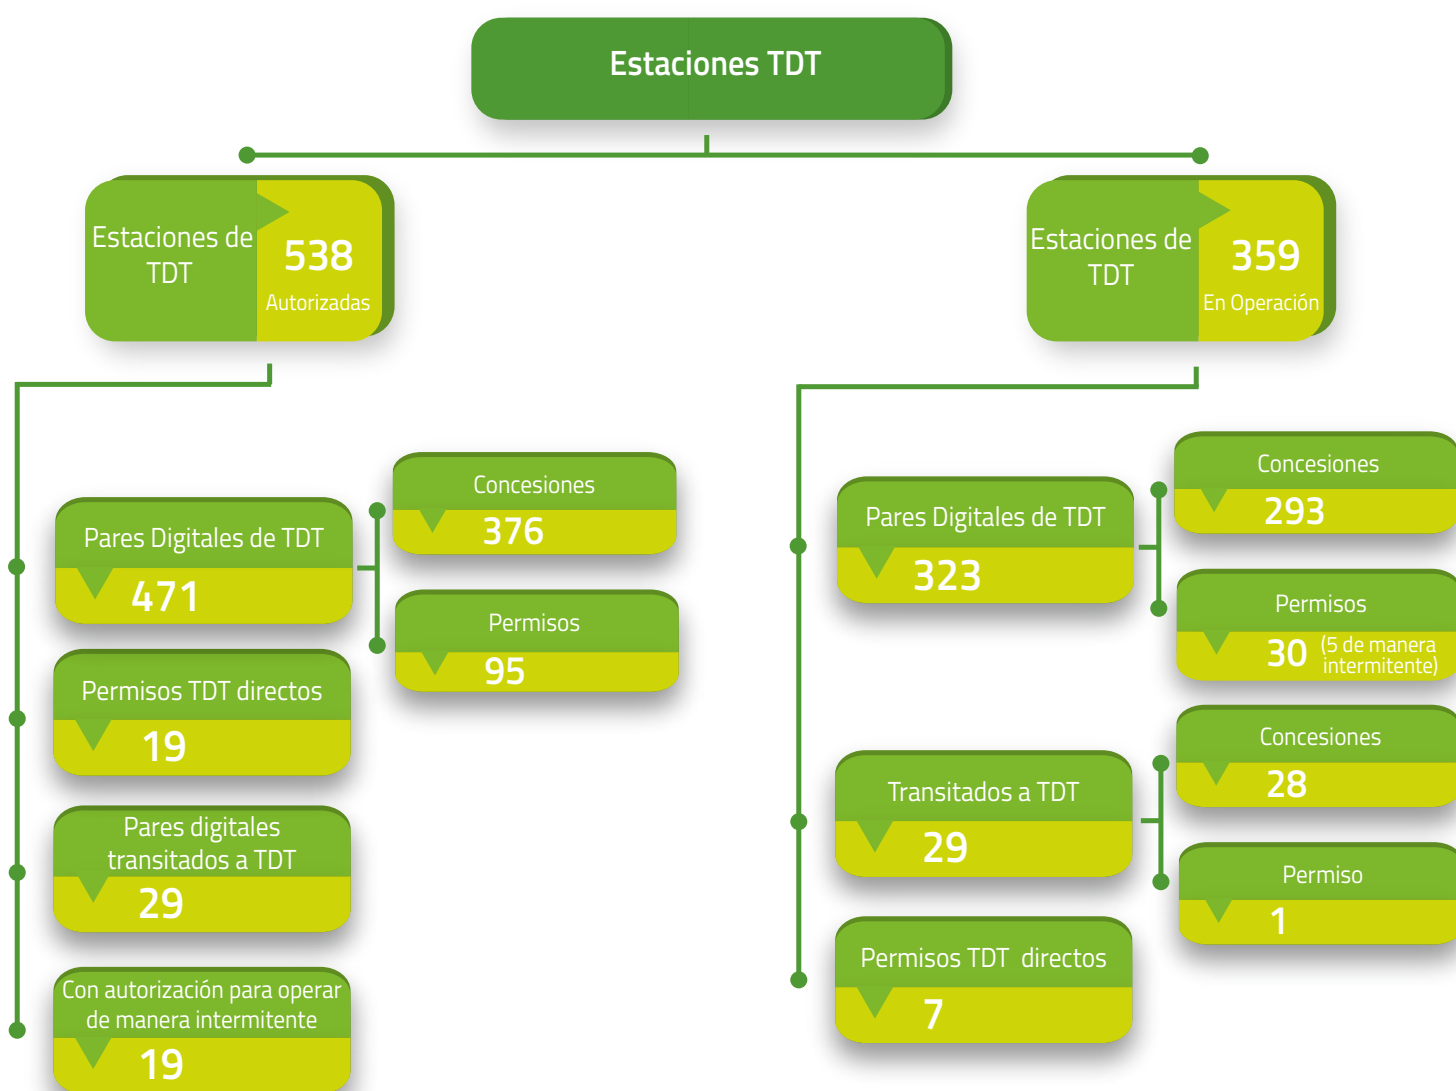 Estaciones TDT
Estaciones de
TDT
538
Autorizadas
Pares Digitales de TDT
471
Concesiones
376
Permisos
95
Permisos TDT directos
19
Pares digitales
transitados a TDT
29
Con autorización para operar
de manera intermitente
19
Estaciones de
TDT
359
En Operación
Pares Digitales de TDT
323
Concesiones
293
Permisos
30 (5 de manera
intermitente)
Transitados a TDT
29
Concesiones
28
Permiso
1
Permisos TDT directos
7